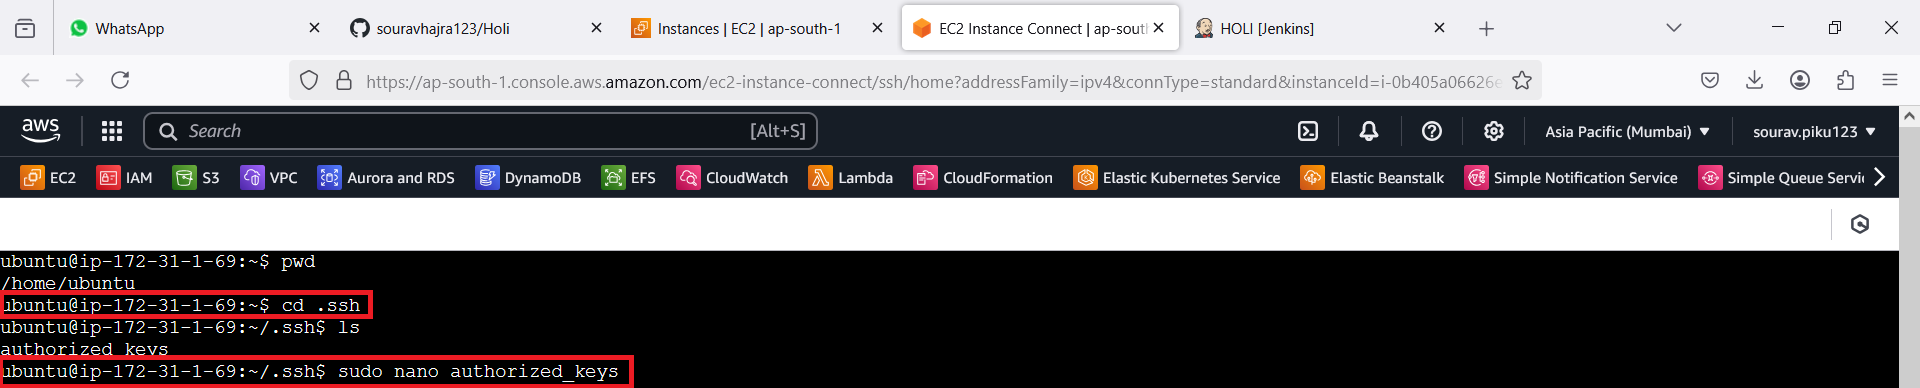 WhatsApp
souravhajra123/Holi
Instances | EC2 | ap-south-1
EC2 Instance Connect | ap-sout
HOLI [Jenkins]
https://ap-south-1.console.aws.amazon.com/ec2-instance-connect/ssh/home?addressFamily=ipv4&connType=standard&instanceId=i-0b405a06626e
aws
Search
[Alt+S]
Asia Pacific (Mumbai)
sourav.piku123
EC2
IAM
S3
VPC
Aurora and RDS
DynamoDB
EFS
CloudWatch
Lambda
CloudFormation
Elastic Kubernetes Service
Elastic Beanstalk
Simple Notification Service
Simple Queue Servi
ubuntu@ip-172-31-1-69:~$ pwd
/home/ubuntu
ubuntu@ip-172-31-1-69:~$ cd .ssh
ubuntu@ip-172-31-1-69:~/.ssh$ ls
authorized_keys
ubuntu@ip-172-31-1-69:~/.ssh$ sudo nano authorized_keys